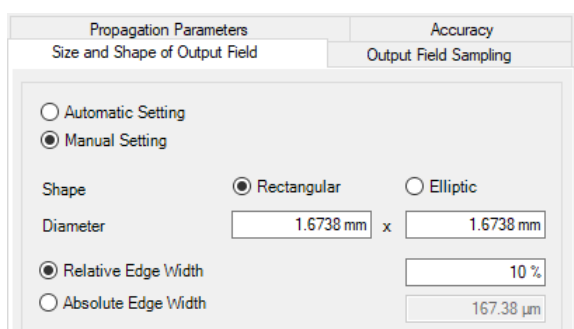 Propagation Parameters Accuracy
Size and Shape of Output Field Output Field Sampling
Automatic Setting
Manual Setting
Shape Rectangular Elliptic
Diameter 1.6738 mm x 1.6738 mm
Relative Edge Width 10 %
Absolute Edge Width 167.38 µm